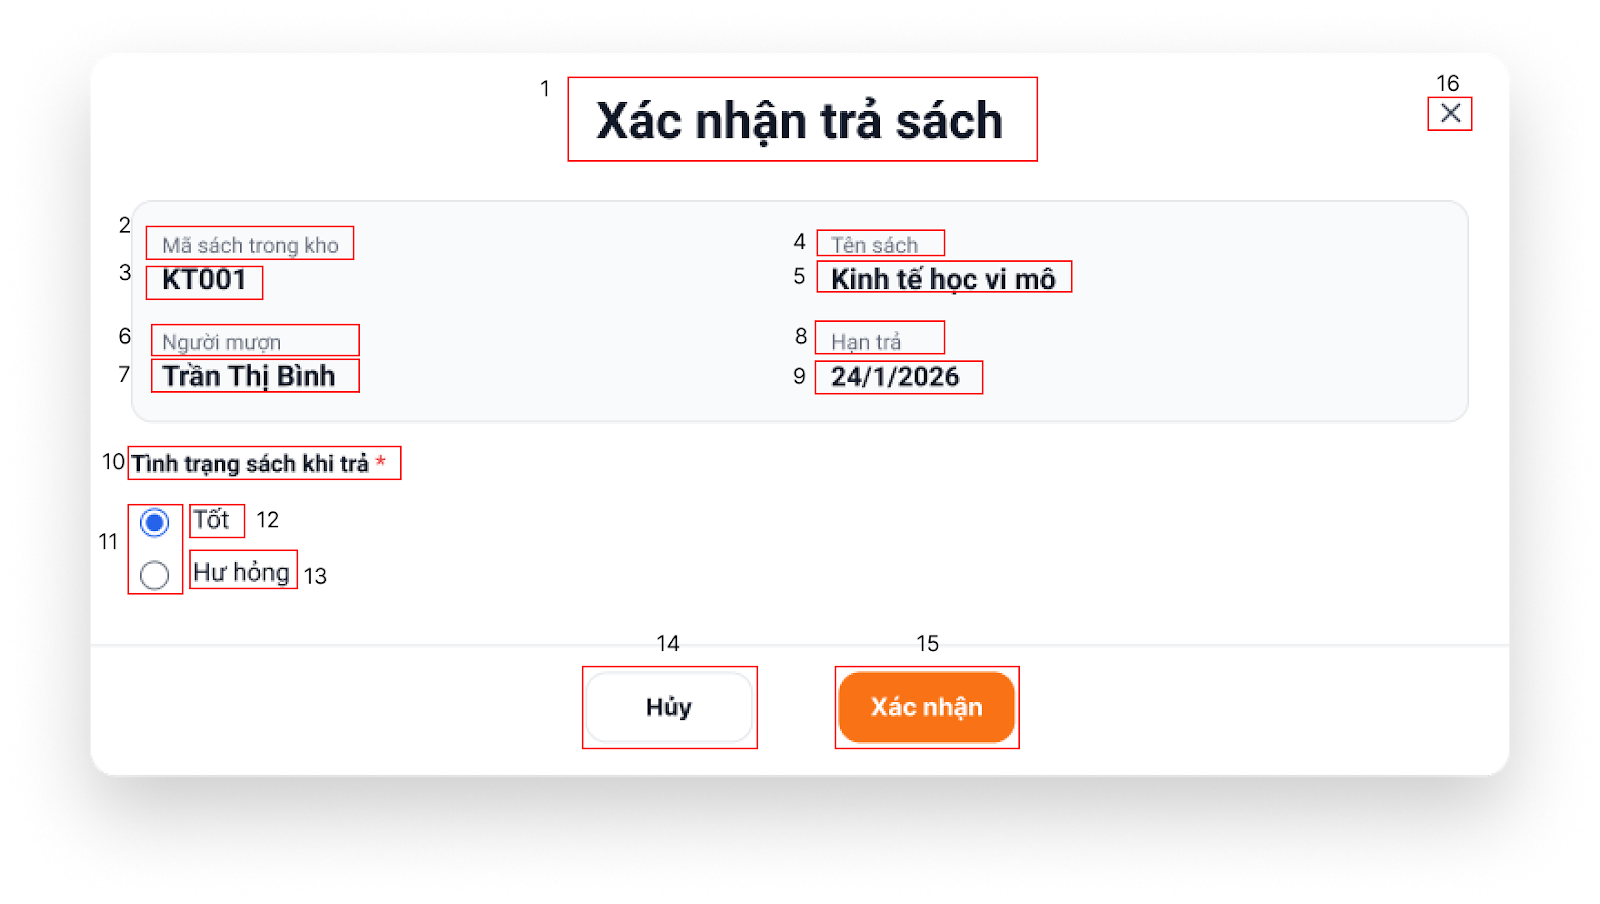 1
Xác nhận trả sách
16
2
Mã sách trong kho
3
KT001
4
Tên sách
5
Kinh tế học vi mô
6
Người mượn
7
Trần Thị Bình
8
Hạn trả
9
24/1/2026
10
Tình trạng sách khi trả *
11
Tốt
12
Hư hỏng
13
14
15
Hủy
Xác nhận